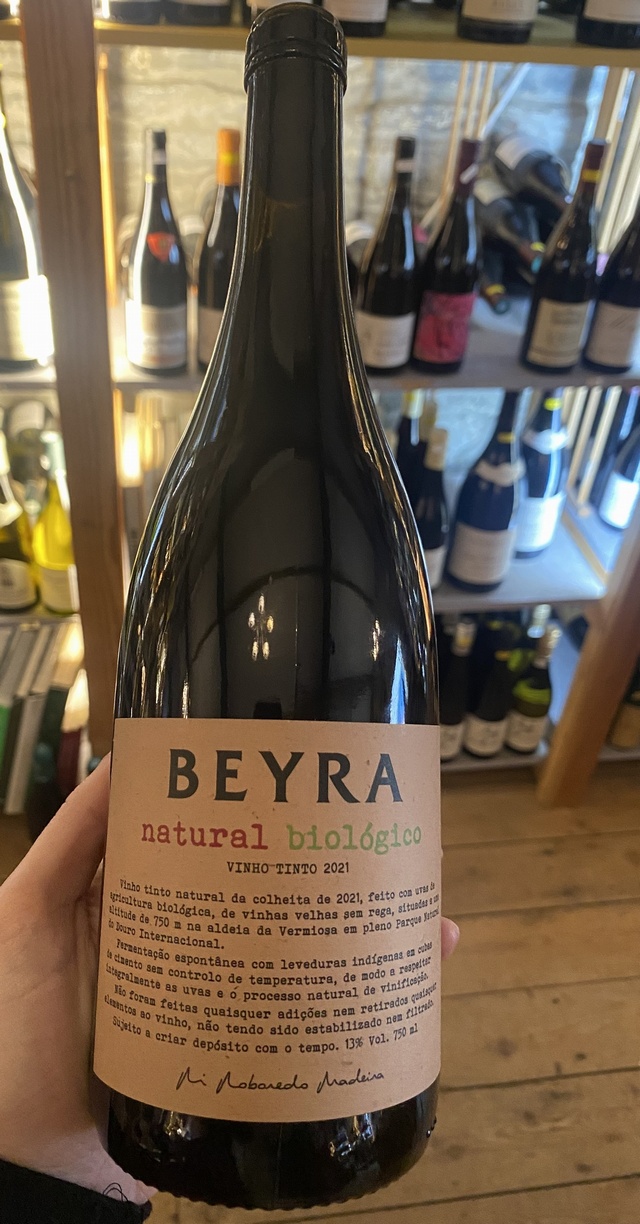 BEYRA
natural biológico
VINHO TINTO 2021
Vinho tinto natural da colheita de 2021, feito com uvas de
agricultura biológica, de vinhas velhas sem rega, situadas a
altitude de 750 m na aldeia da Vermiosa em pleno Parque Natural
do Douro Internacional.
Fermentação espontânea com leveduras indígenas em cubas
de cimento sem controlo de temperatura, de modo a respeitar
integralmente as uvas e o processo natural de vinificação.
Não foram feitas quaisquer adições nem retirados quaisquer
elementos ao vinho, não tendo sido estabilizado nem filtrado.
Sujeito a criar depósito com o tempo. 13% Vol. 750 ml
Rui Roboredo Madeira